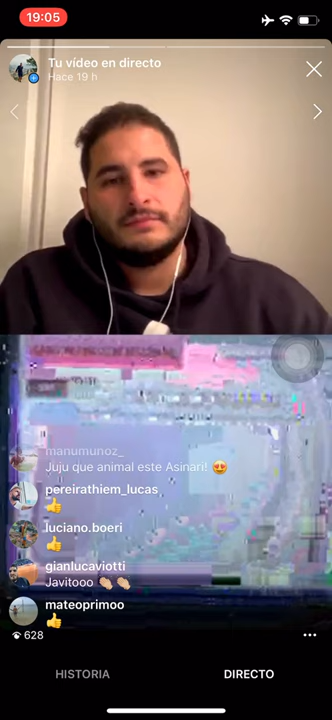 19:05
Tu vídeo en directo
Hace 19 h
manumunoz_
Juju que animal este Asinari! 😍
pereirathiem_lucas
👍
luciano.boeri
👍
gianlucaviotti
Javitooo 👏🏼👏🏼
mateoprimoo
👍
628
HISTORIA
DIRECTO